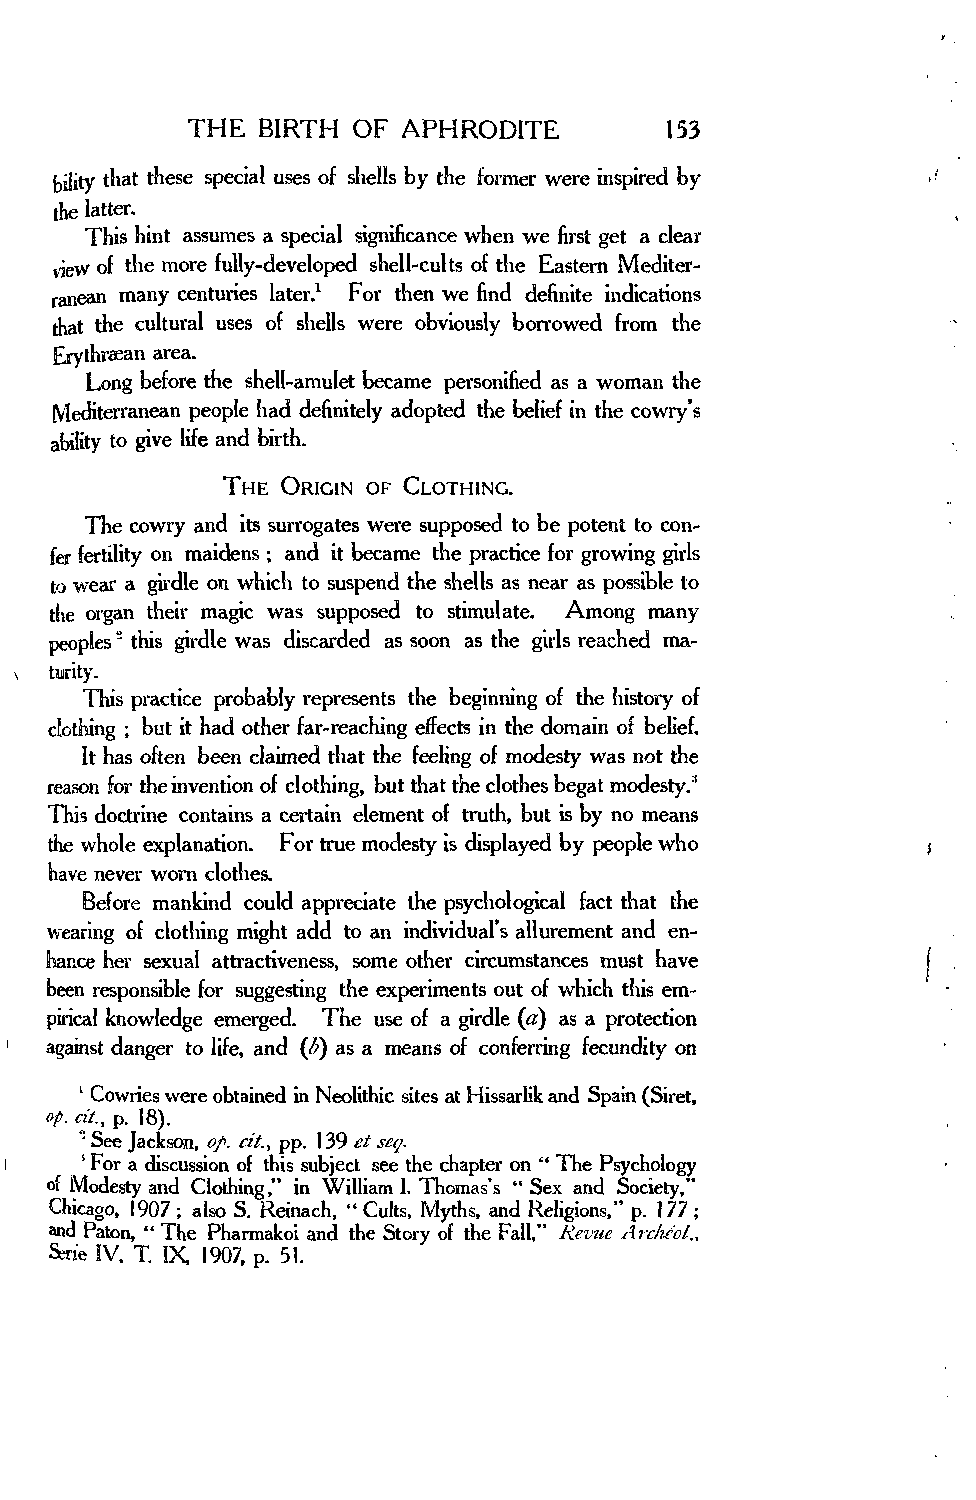 THE BIRTH OF APHRODITE 153
bility that these special uses of shells by the former were inspired by
the latter.
This hint assumes a special significance when we first get a clear
view of the more fully-developed shell-cults of the Eastern Mediter-
ranean many centuries later.¹ For then we find definite indications
that the cultural uses of shells were obviously borrowed from the
Erythræan area.
Long before the shell-amulet became personified as a woman the
Mediterranean people had definitely adopted the belief in the cowry's
ability to give life and birth.
THE ORIGIN OF CLOTHING.
The cowry and its surrogates were supposed to be potent to con-
fer fertility on maidens ; and it became the practice for growing girls
to wear a girdle on which to suspend the shells as near as possible to
the organ their magic was supposed to stimulate. Among many
peoples ² this girdle was discarded as soon as the girls reached ma-
turity.
This practice probably represents the beginning of the history of
clothing ; but it had other far-reaching effects in the domain of belief.
It has often been claimed that the feeling of modesty was not the
reason for the invention of clothing, but that the clothes begat modesty.³
This doctrine contains a certain element of truth, but is by no means
the whole explanation. For true modesty is displayed by people who
have never worn clothes.
Before mankind could appreciate the psychological fact that the
wearing of clothing might add to an individual's allurement and en-
hance her sexual attractiveness, some other circumstances must have
been responsible for suggesting the experiments out of which this em-
pirical knowledge emerged. The use of a girdle (a) as a protection
against danger to life, and (b) as a means of conferring fecundity on
¹ Cowries were obtained in Neolithic sites at Hissarlik and Spain (Siret,
op. cit., p. 18).
² See Jackson, op. cit., pp. 139 et seq.
³ For a discussion of this subject see the chapter on " The Psychology
of Modesty and Clothing," in William I. Thomas's " Sex and Society,"
Chicago, 1907 ; also S. Reinach, " Cults, Myths, and Religions," p. 177 ;
and Paton, " The Pharmakoi and the Story of the Fall," Revue Archéol.,
Serie IV, T. IX, 1907, p. 51.